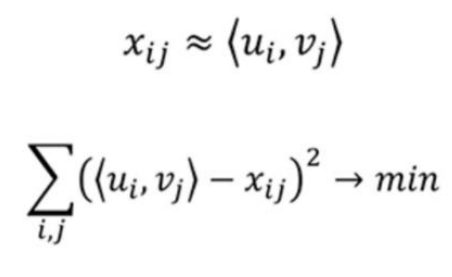 x_{ij} ≈ ⟨u_i, v_j⟩
∑_{i,j} (⟨u_i, v_j⟩ − x_{ij})^2 → min